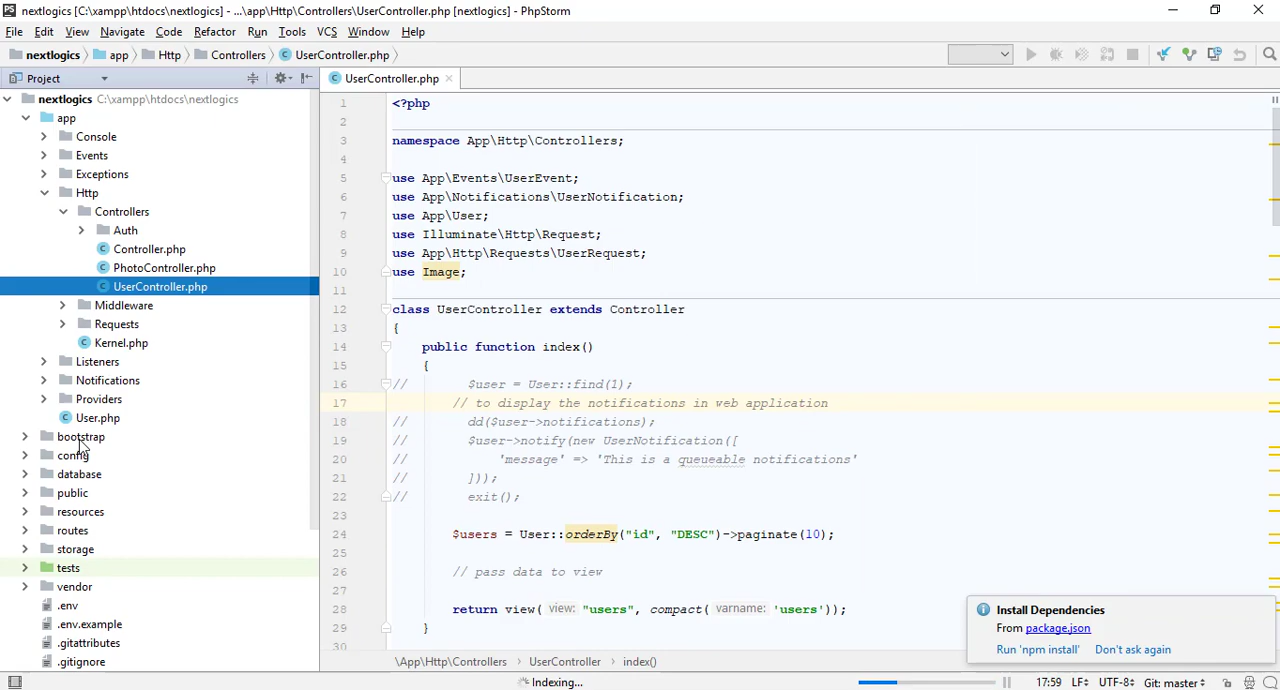 nextlogics [C:\xampp\htdocs\nextlogics] - ...\app\Http\Controllers\UserController.php [nextlogics] - PhpStorm
File Edit View Navigate Code Refactor Run Tools VCS Window Help
nextlogics app Http Controllers UserController.php
Project
UserController.php
nextlogics C:\xampp\htdocs\nextlogics
app
Console
Events
Exceptions
Http
Controllers
Auth
Controller.php
PhotoController.php
UserController.php
Middleware
Requests
Kernel.php
Listeners
Notifications
Providers
User.php
bootstrap
config
database
public
resources
routes
storage
tests
vendor
.env
.env.example
.gitattributes
.gitignore
1 <?php
2
3 namespace App\Http\Controllers;
4
5 use App\Events\UserEvent;
6 use App\Notifications\UserNotification;
7 use App\User;
8 use Illuminate\Http\Request;
9 use App\Http\Requests\UserRequest;
10 use Image;
11
12 class UserController extends Controller
13 {
14 public function index()
15 {
16 // $user = User::find(1);
17 // to display the notifications in web application
18 // dd($user->notifications);
19 // $user->notify(new UserNotification([
20 // 'message' => 'This is a queueable notifications'
21 // ]));
22 // exit();
23
24 $users = User::orderBy("id", "DESC")->paginate(10);
25
26 // pass data to view
27
28 return view( view: "users", compact( varname: 'users'));
29 }
30
Install Dependencies
From package.json
Run 'npm install' Don't ask again
\App\Http\Controllers › UserController › index()
Indexing... 17:59 LF UTF-8 Git: master